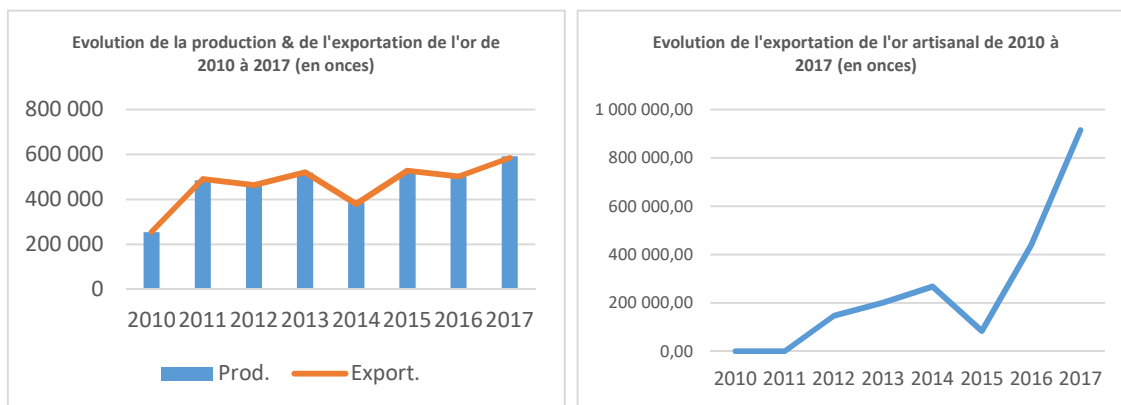 Evolution de la production & de l'exportation de l'or de
2010 à 2017 (en onces)
800 000
600 000
400 000
200 000
0
2010 2011 2012 2013 2014 2015 2016 2017
Prod. Export.
Evolution de l'exportation de l'or artisanal de 2010 à
2017 (en onces)
1 000 000,00
800 000,00
600 000,00
400 000,00
200 000,00
0,00
2010 2011 2012 2013 2014 2015 2016 2017